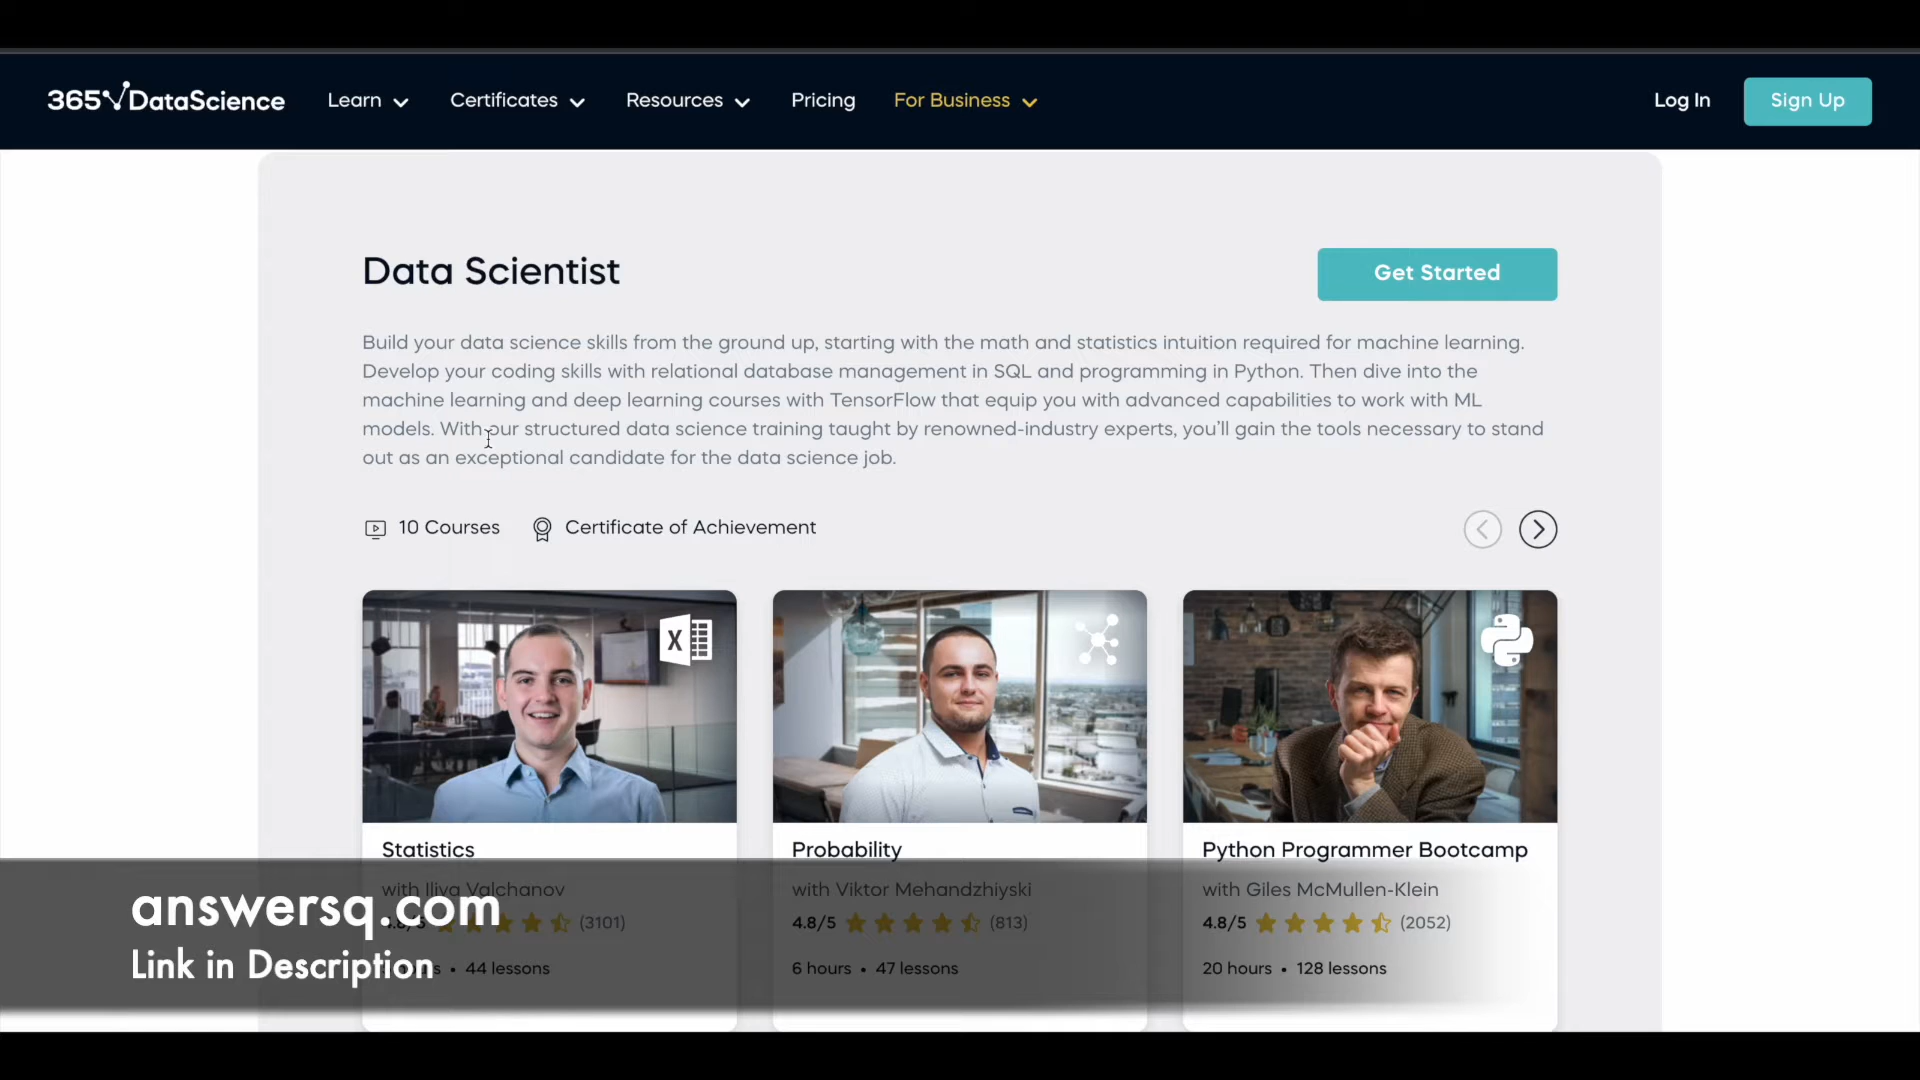 365 DataScience Learn Certificates Resources Pricing For Business Log In Sign Up
Data Scientist Get Started
Build your data science skills from the ground up, starting with the math and statistics intuition required for machine learning.
Develop your coding skills with relational database management in SQL and programming in Python. Then dive into the
machine learning and deep learning courses with TensorFlow that equip you with advanced capabilities to work with ML
models. With our structured data science training taught by renowned-industry experts, you'll gain the tools necessary to stand
out as an exceptional candidate for the data science job.
10 Courses Certificate of Achievement
X
Statistics
with Iliya Valchanov
(3101)
44 lessons
Probability
with Viktor Mehandzhiyski
4.8/5 (813)
6 hours • 47 lessons
Python Programmer Bootcamp
with Giles McMullen-Klein
4.8/5 (2052)
20 hours • 128 lessons
answersq.com
Link in Description